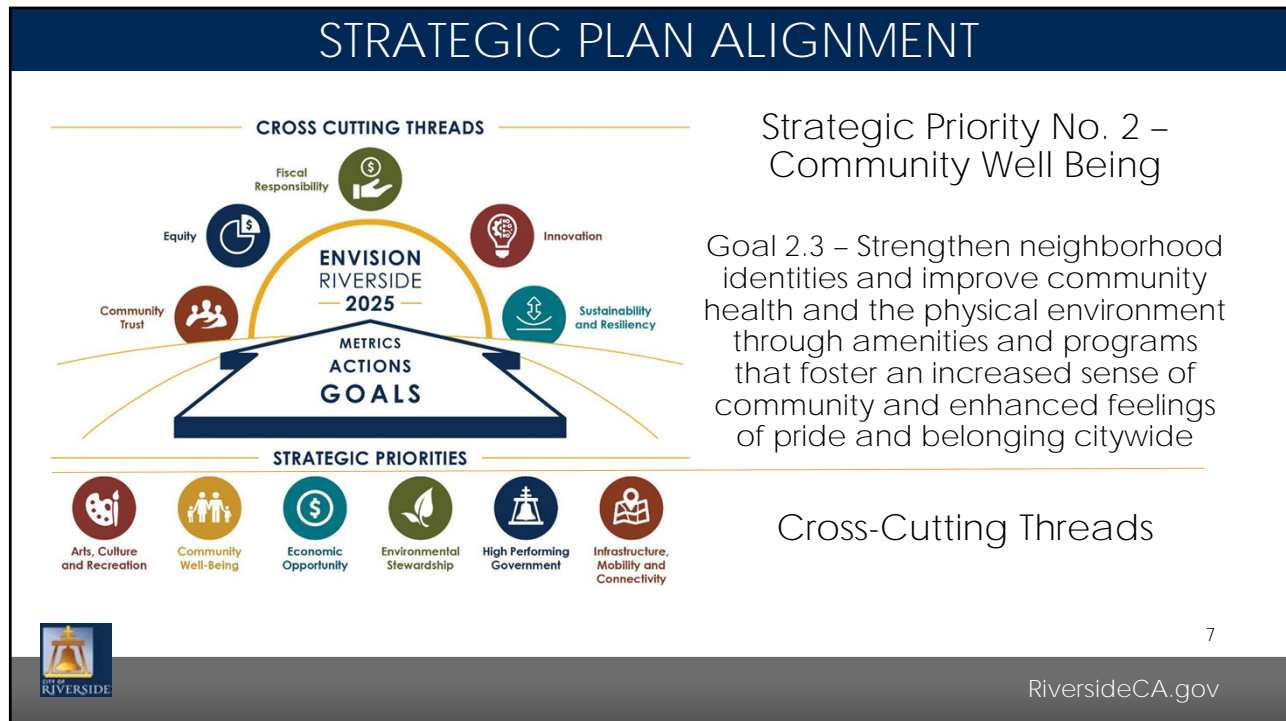 STRATEGIC PLAN ALIGNMENT
CROSS CUTTING THREADS
Fiscal
Responsibility
Equity
Innovation
Community
Trust
Sustainability
and Resiliency
ENVISION
RIVERSIDE
2025
METRICS
ACTIONS
GOALS
STRATEGIC PRIORITIES
Arts, Culture
and Recreation
Community
Well-Being
Economic
Opportunity
Environmental
Stewardship
High Performing
Government
Infrastructure,
Mobility and
Connectivity
Strategic Priority No. 2 –
Community Well Being
Goal 2.3 – Strengthen neighborhood
identities and improve community
health and the physical environment
through amenities and programs
that foster an increased sense of
community and enhanced feelings
of pride and belonging citywide
Cross-Cutting Threads
7
CITY OF
RIVERSIDE
RiversideCA.gov